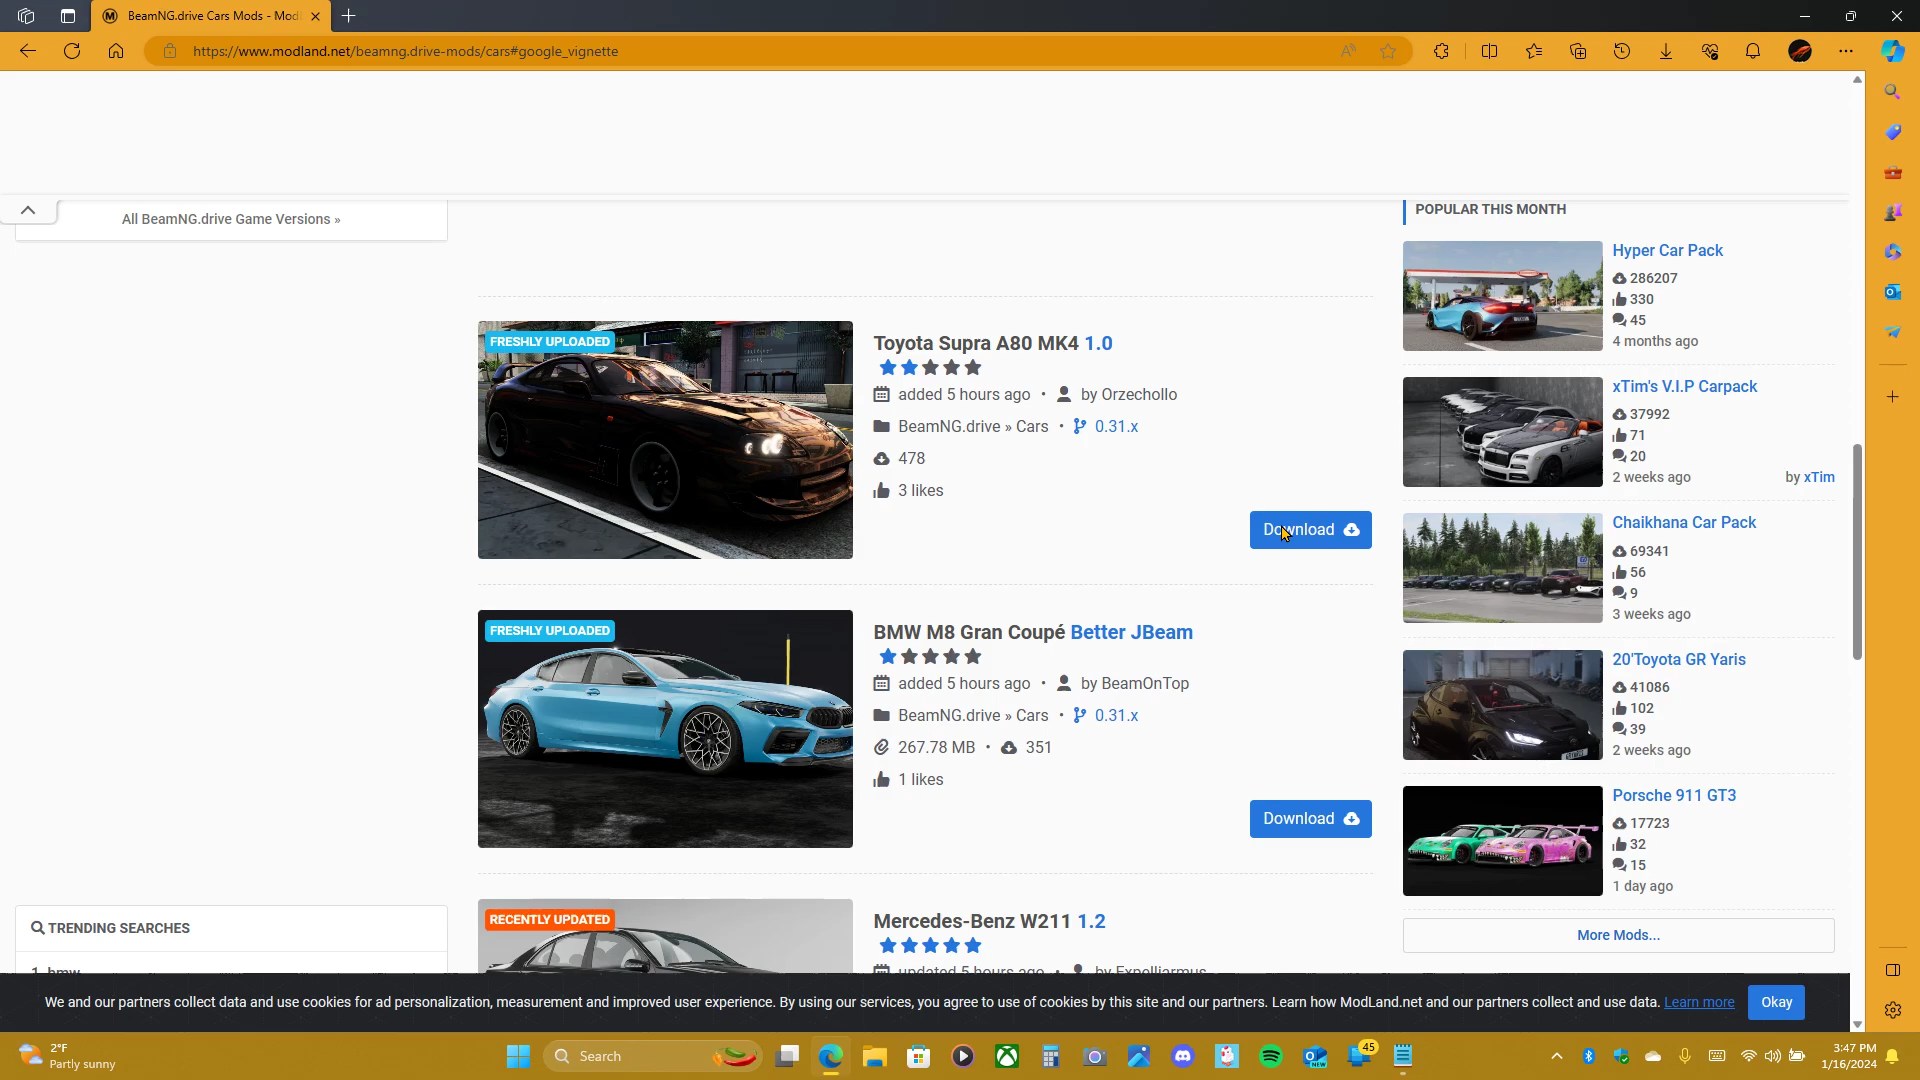 BeamNG.drive Cars Mods - Mod
https://www.modland.net/beamng.drive-mods/cars#google_vignette
All BeamNG.drive Game Versions »
FRESHLY UPLOADED
Toyota Supra A80 MK4 1.0
added 5 hours ago • by Orzechollo
BeamNG.drive » Cars • 0.31.x
478
3 likes
Download
FRESHLY UPLOADED
BMW M8 Gran Coupé Better JBeam
added 5 hours ago • by BeamOnTop
BeamNG.drive » Cars • 0.31.x
267.78 MB • 351
1 likes
Download
RECENTLY UPDATED
Mercedes-Benz W211 1.2
updated 5 hours ago • by Expelliarmus
POPULAR THIS MONTH
Hyper Car Pack
286207
330
45
4 months ago
xTim's V.I.P Carpack
37992
71
20
2 weeks ago by xTim
Chaikhana Car Pack
69341
56
9
3 weeks ago
20'Toyota GR Yaris
41086
102
39
2 weeks ago
Porsche 911 GT3
17723
32
15
1 day ago
More Mods...
TRENDING SEARCHES
1. bmw
We and our partners collect data and use cookies for ad personalization, measurement and improved user experience. By using our services, you agree to use of cookies by this site and our partners. Learn how ModLand.net and our partners collect and use data. Learn more
Okay
2°F
Partly sunny
Search
45
3:47 PM
1/16/2024